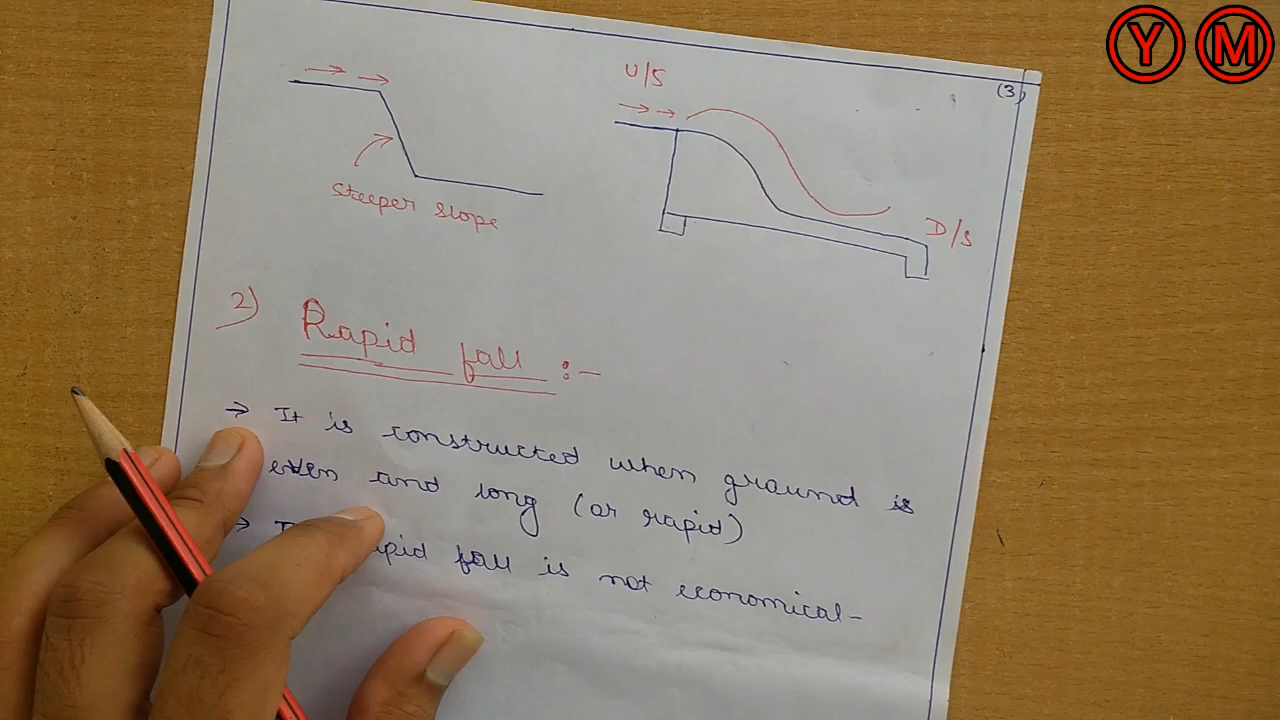 Y M
(3)
U/S
steeper slope
D/S
2) Rapid fall :-
→ It is constructed when ground is
even and long (or rapid)
→ fall is not economical-